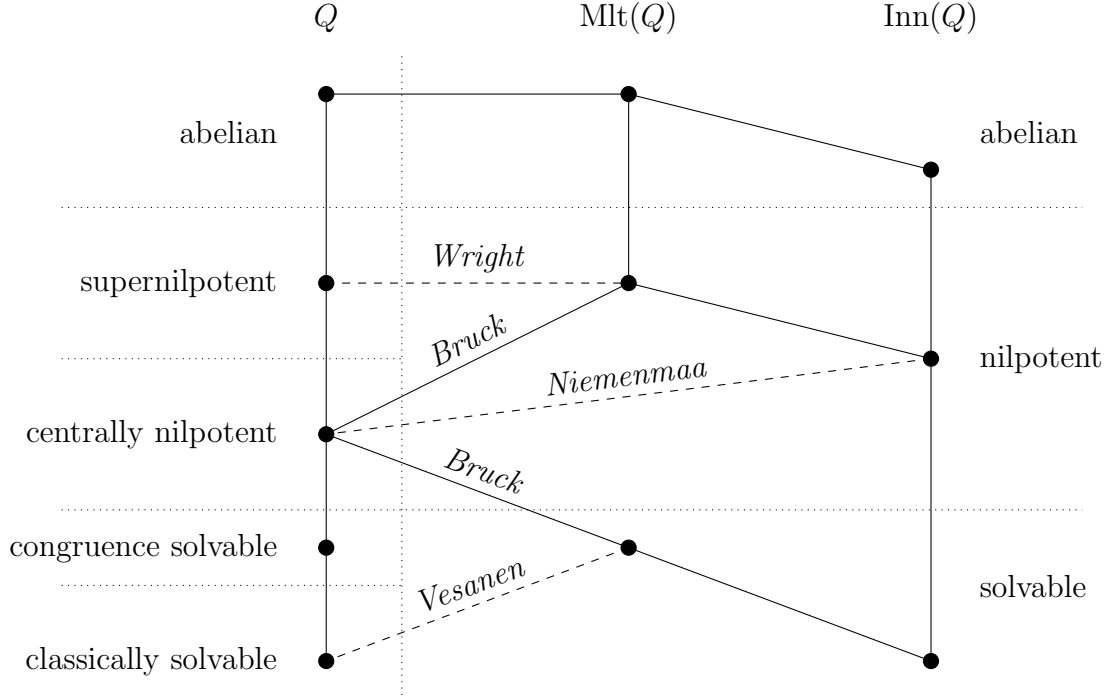 Q Mlt(Q) Inn(Q)
abelian abelian
supernilpotent Wright
Bruck
Niemenmaa nilpotent
centrally nilpotent
Bruck
congruence solvable
Vesanen solvable
classically solvable